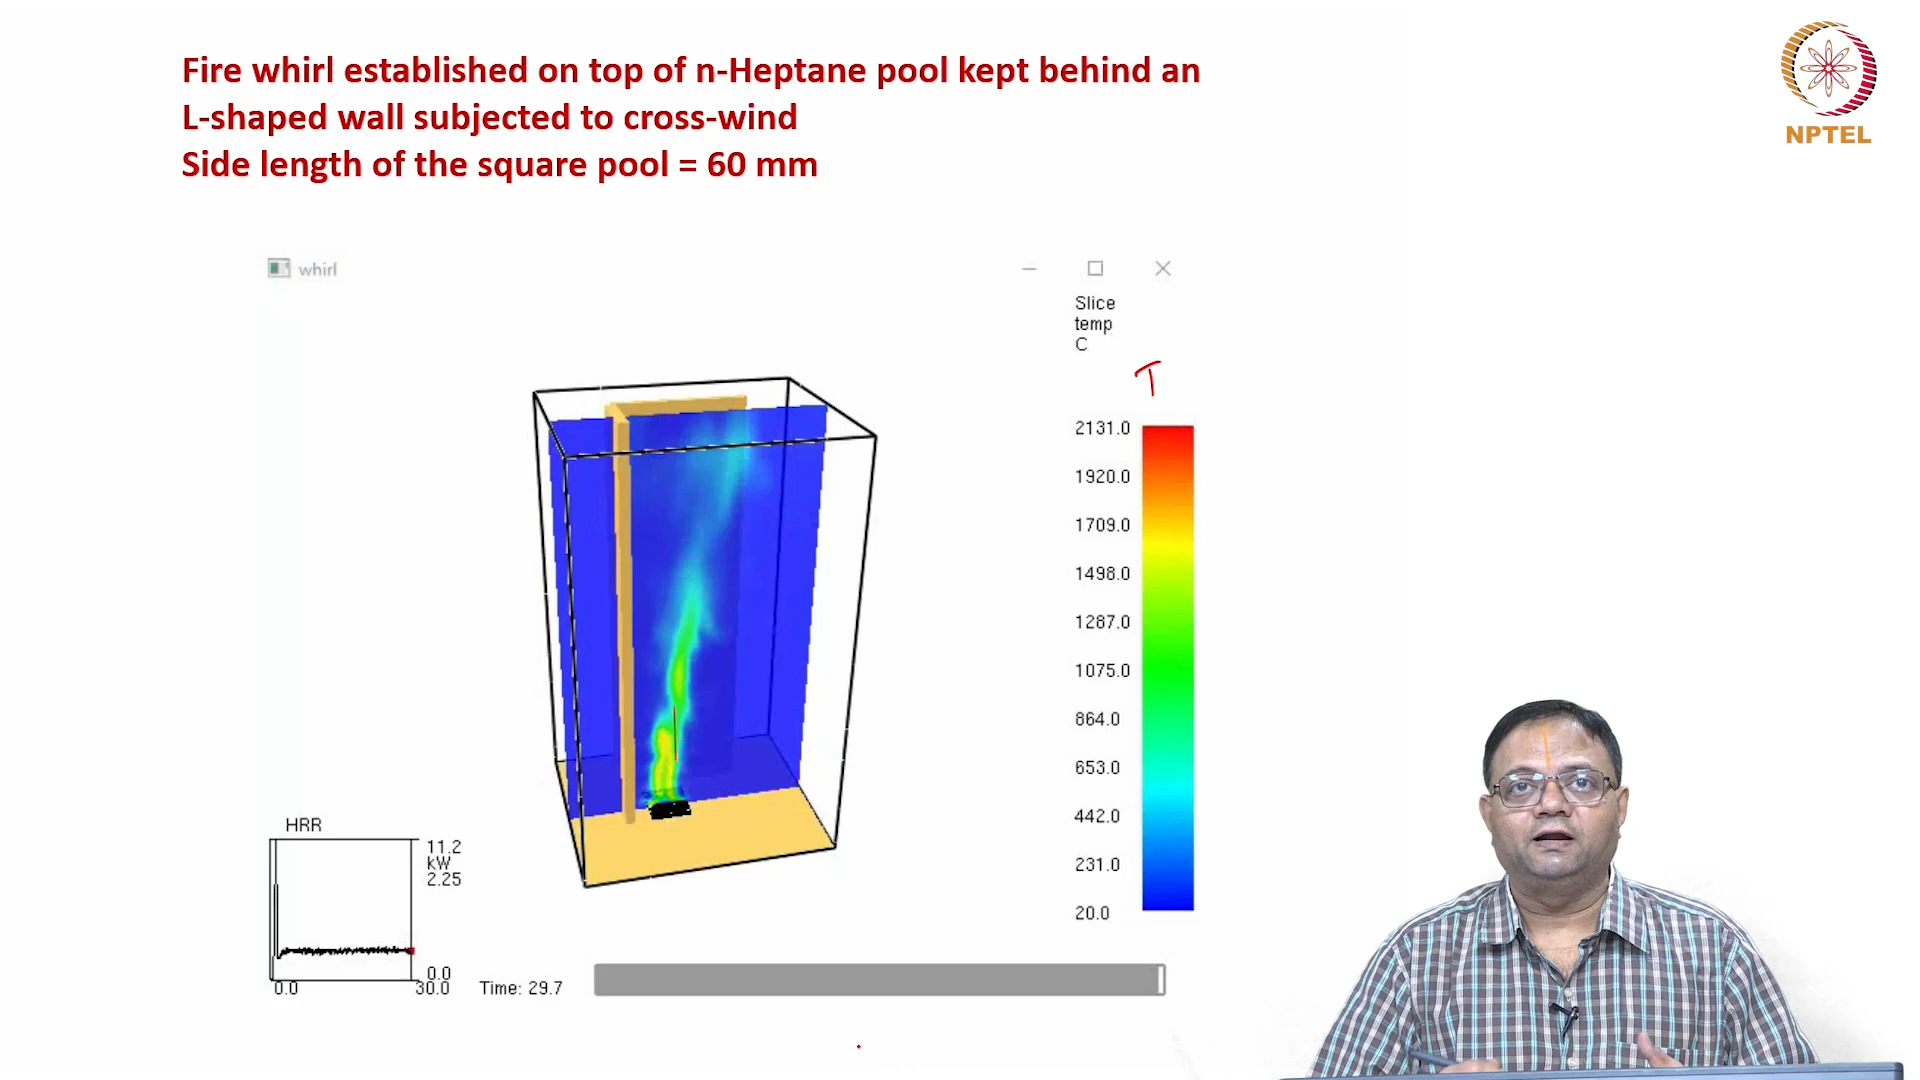 Fire whirl established on top of n-Heptane pool kept behind an
L-shaped wall subjected to cross-wind
Side length of the square pool = 60 mm
NPTEL
whirl
Slice
temp
C
T
2131.0
1920.0
1709.0
1498.0
1287.0
1075.0
864.0
653.0
442.0
231.0
20.0
HRR
11.2
kW
2.25
0.0
0.0
30.0
Time: 29.7